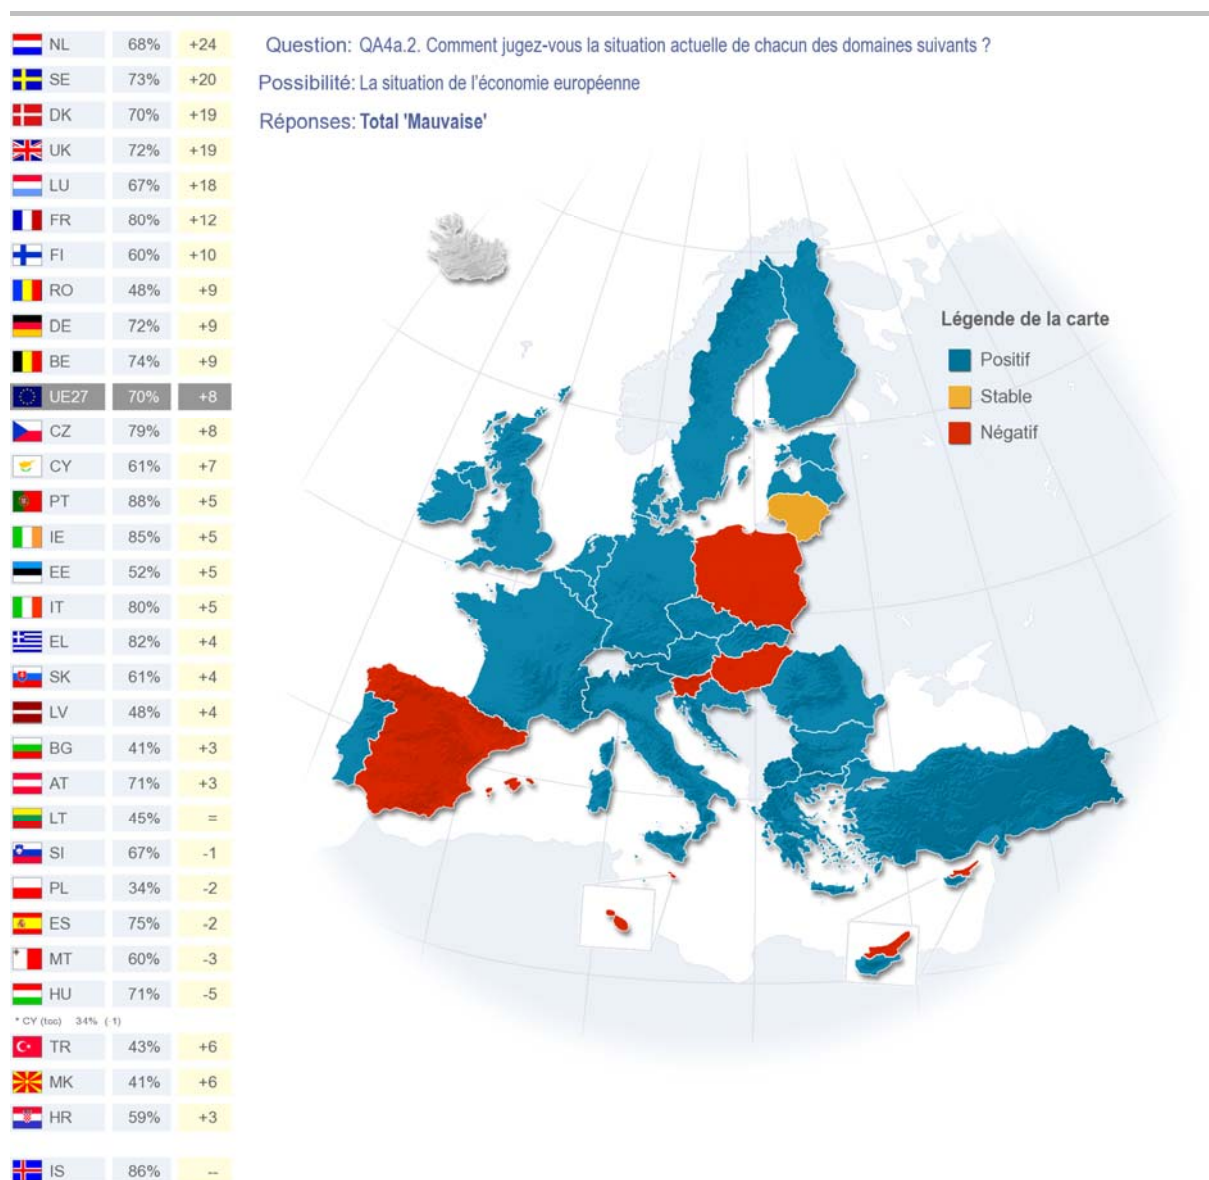 Question: QA4a.2. Comment jugez-vous la situation actuelle de chacun des domaines suivants ?
Possibilité: La situation de l'économie européenne
Réponses: Total 'Mauvaise'
NL 68% +24
SE 73% +20
DK 70% +19
UK 72% +19
LU 67% +18
FR 80% +12
FI 60% +10
RO 48% +9
DE 72% +9
BE 74% +9
UE27 70% +8
CZ 79% +8
CY 61% +7
PT 88% +5
IE 85% +5
EE 52% +5
IT 80% +5
EL 82% +4
SK 61% +4
LV 48% +4
BG 41% +3
AT 71% +3
LT 45% =
SI 67% -1
PL 34% -2
ES 75% -2
MT 60% -3
HU 71% -5
* CY (tcc) 34% (-1)
TR 43% +6
MK 41% +6
HR 59% +3
IS 86% --
Légende de la carte
Positif
Stable
Négatif